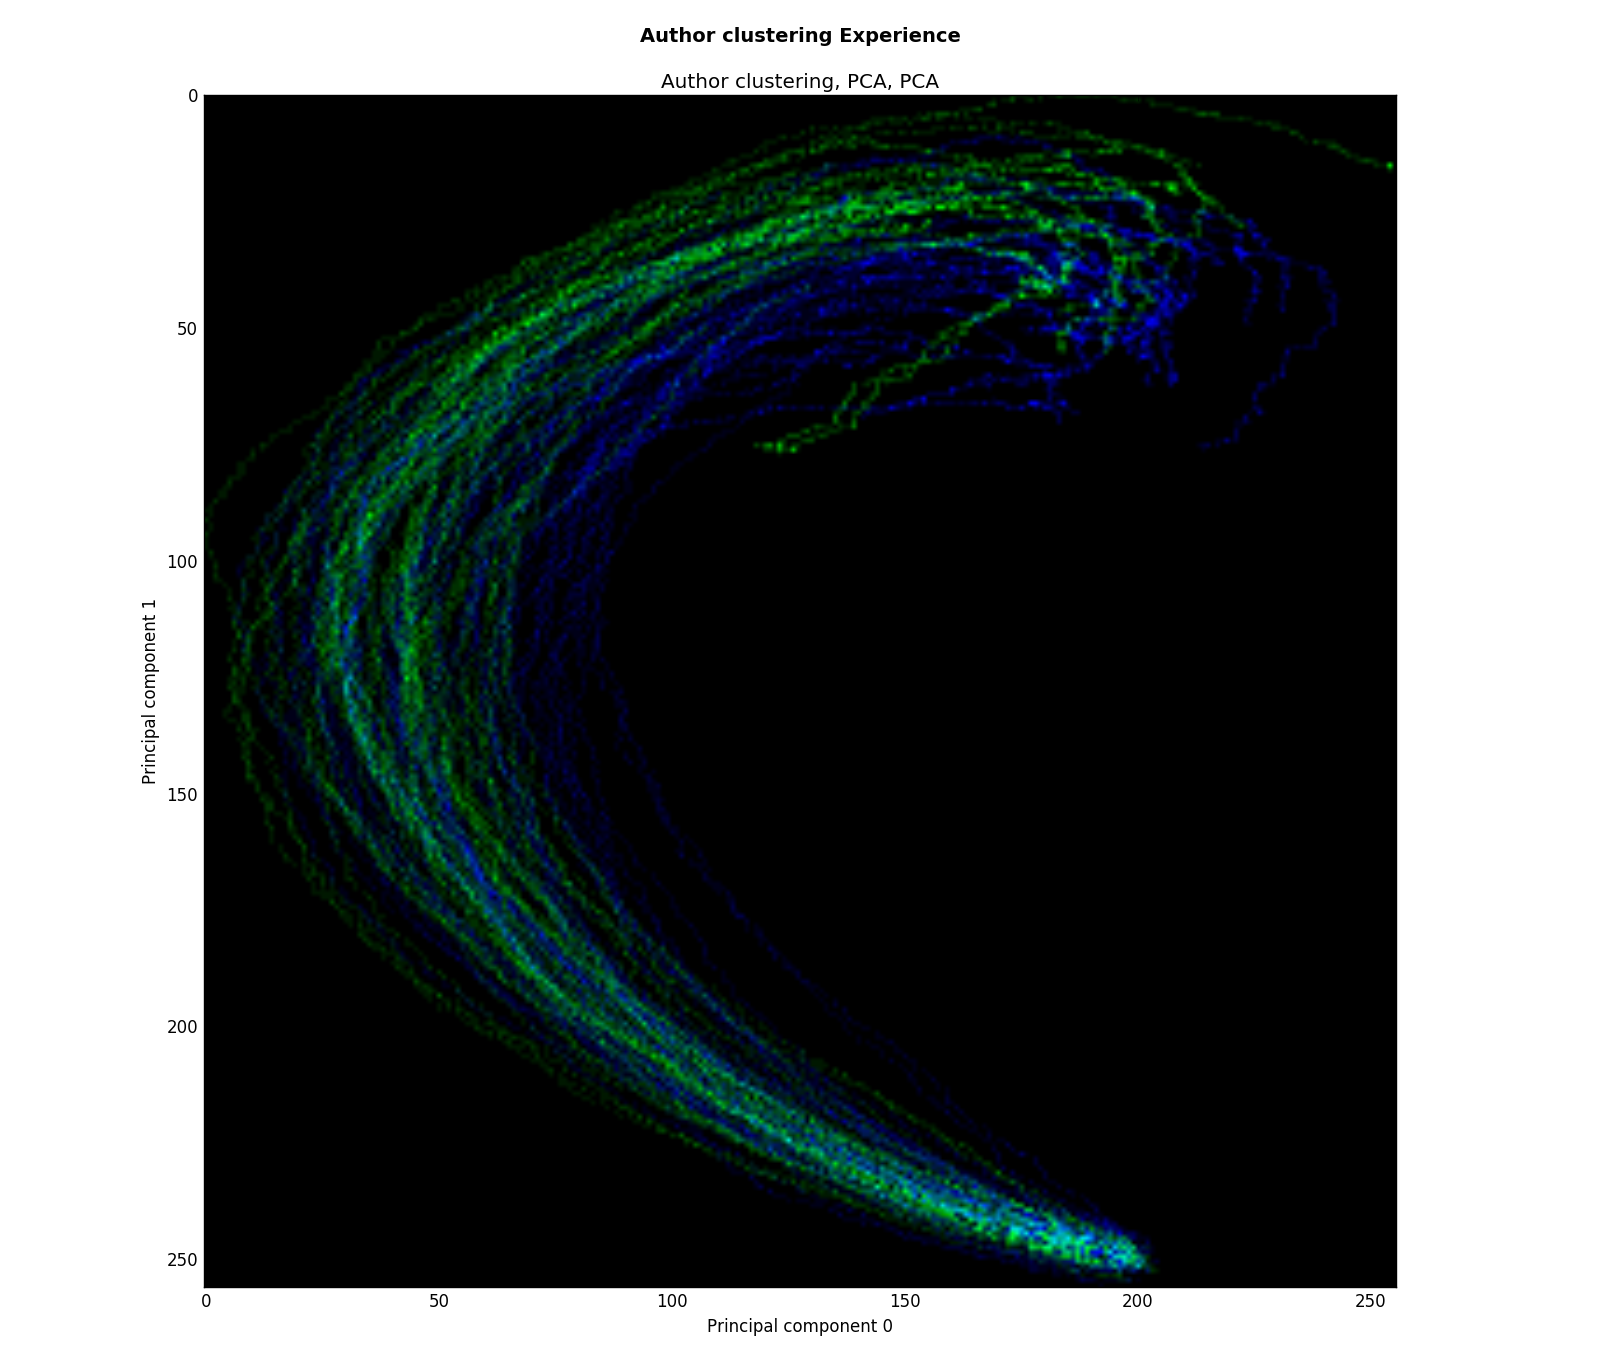 Author clustering Experience
Author clustering, PCA, PCA
0
50
100
150
200
250
Principal component 1
0 50 100 150 200 250
Principal component 0